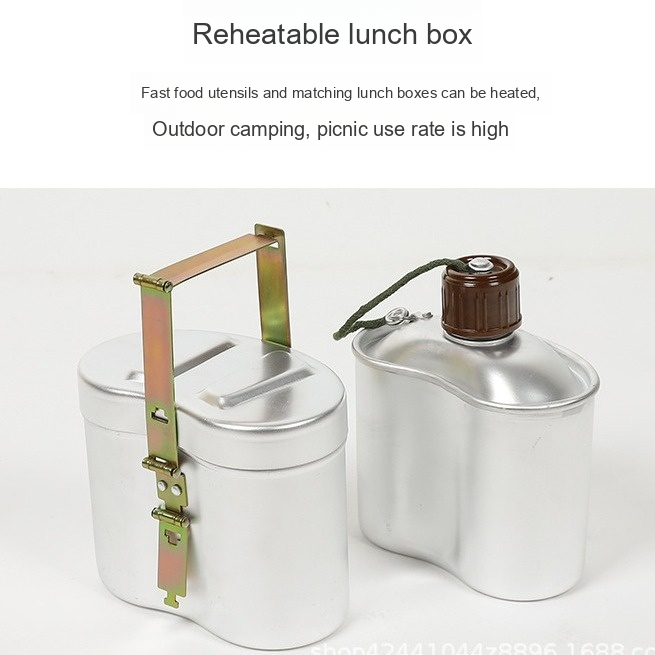 Reheatable lunch box
Fast food utensils and matching lunch boxes can be heated,
Outdoor camping, picnic use rate is high